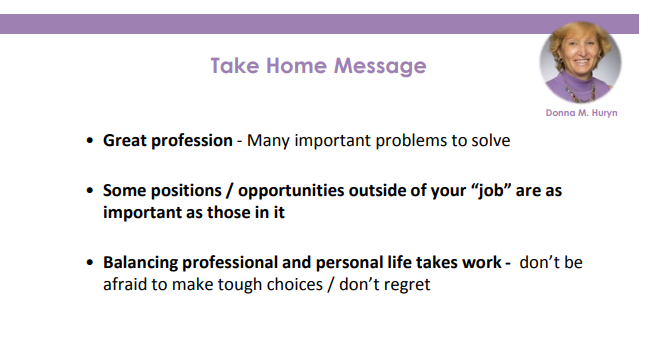 Take Home Message
Donna M. Huryn
• Great profession - Many important problems to solve
• Some positions / opportunities outside of your “job” are as
important as those in it
• Balancing professional and personal life takes work - don’t be
afraid to make tough choices / don’t regret